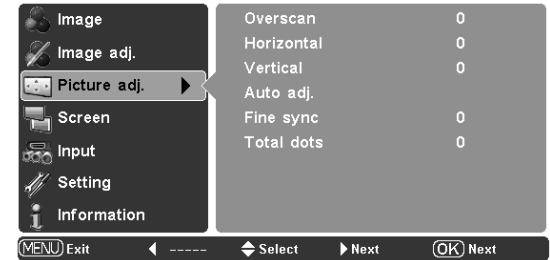 Image
Image adj.
Picture adj.
Screen
Input
Setting
Information
Overscan 0
Horizontal 0
Vertical 0
Auto adj.
Fine sync 0
Total dots 0
MENU Exit ----- Select Next OK Next